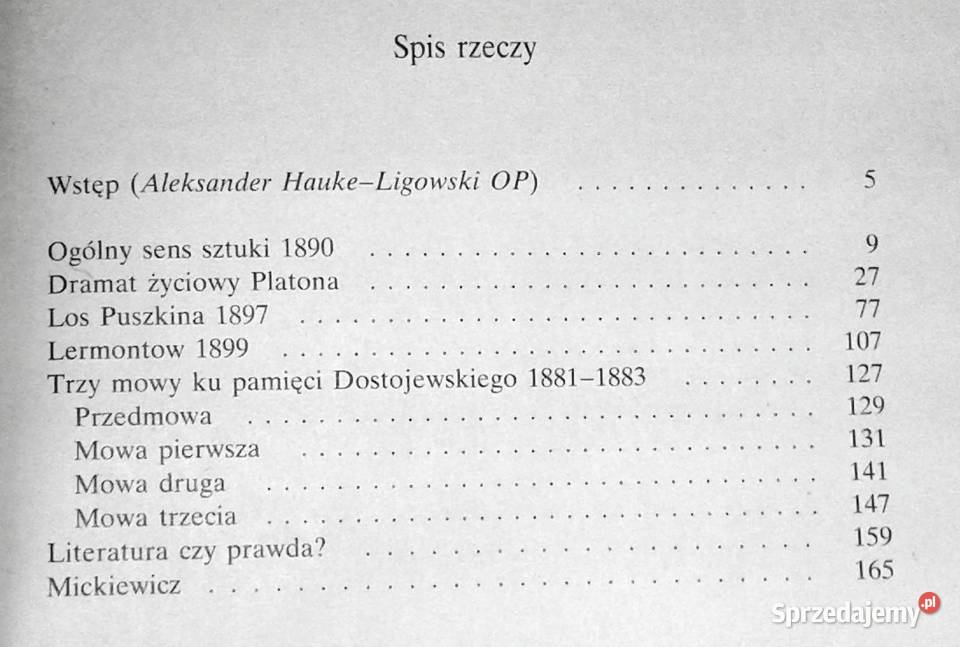 Spis rzeczy
Wstęp (Aleksander Hauke–Ligowski OP) . . . . . . . . . . . . . . 5
Ogólny sens sztuki 1890 . . . . . . . . . . . . . . . . . . . . . . . . . 9
Dramat życiowy Platona . . . . . . . . . . . . . . . . . . . . . . . . . 27
Los Puszkina 1897 . . . . . . . . . . . . . . . . . . . . . . . . . . . . . 77
Lermontow 1899 . . . . . . . . . . . . . . . . . . . . . . . . . . . . . . 107
Trzy mowy ku pamięci Dostojewskiego 1881–1883 . . . . . . . . 127
Przedmowa . . . . . . . . . . . . . . . . . . . . . . . . . . . . . . . . 129
Mowa pierwsza . . . . . . . . . . . . . . . . . . . . . . . . . . . . . 131
Mowa druga . . . . . . . . . . . . . . . . . . . . . . . . . . . . . . . 141
Mowa trzecia . . . . . . . . . . . . . . . . . . . . . . . . . . . . . . . 147
Literatura czy prawda? . . . . . . . . . . . . . . . . . . . . . . . . . . 159
Mickiewicz . . . . . . . . . . . . . . . . . . . . . . . . . . . . . . . . . . 165
Sprzedajemy.pl